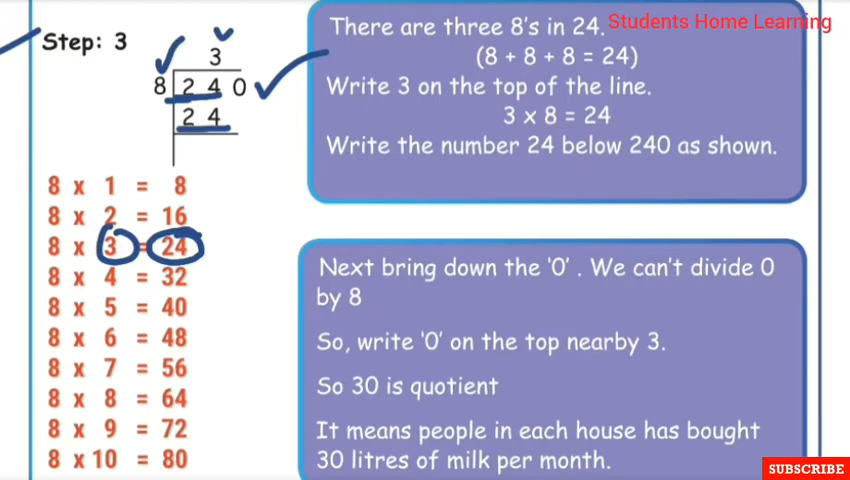 Students Home Learning
Step: 3
3
8 2 4 0
2 4
8 x 1 = 8
8 x 2 = 16
8 x 3 = 24
8 x 4 = 32
8 x 5 = 40
8 x 6 = 48
8 x 7 = 56
8 x 8 = 64
8 x 9 = 72
8 x 10 = 80
There are three 8's in 24.
(8 + 8 + 8 = 24)
Write 3 on the top of the line.
3 x 8 = 24
Write the number 24 below 240 as shown.
Next bring down the '0' . We can't divide 0
by 8
So, write '0' on the top nearby 3.
So 30 is quotient
It means people in each house has bought
30 litres of milk per month.
SUBSCRIBE